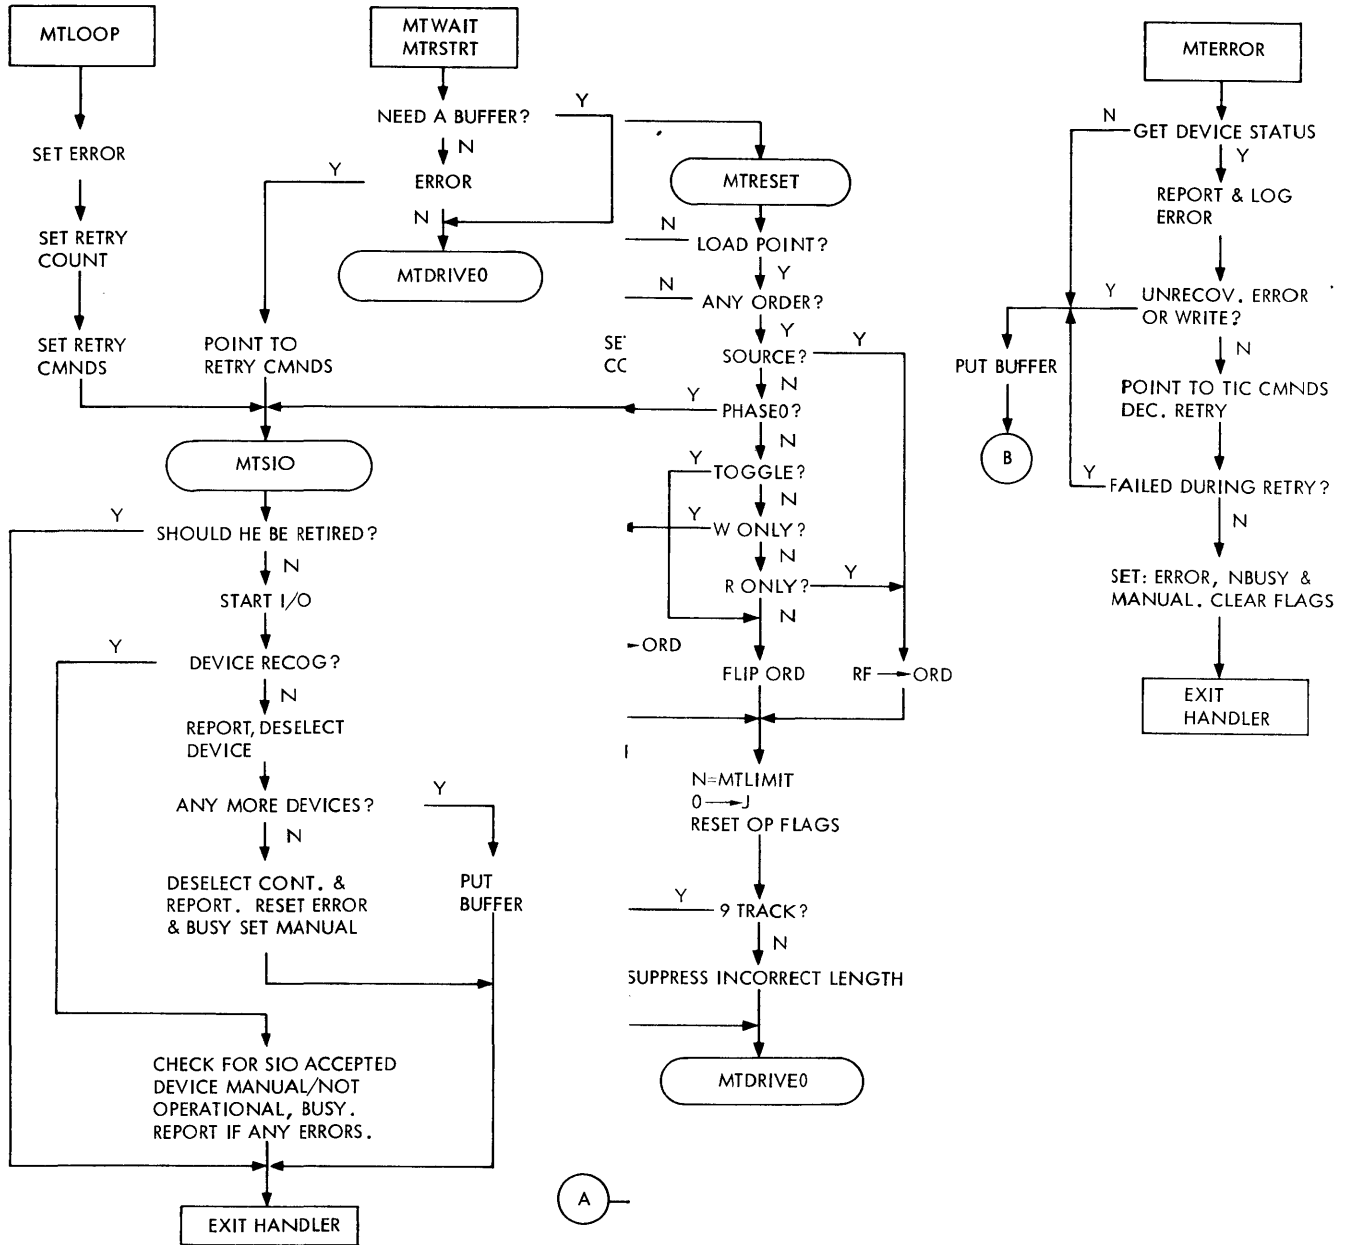 MTLOOP
SET ERROR
SET RETRY
COUNT
SET RETRY
CMNDS
MTWAIT
MTRSTRT
NEED A BUFFER?
Y
N
Y
ERROR
N
MTDRIVE0
POINT TO
RETRY CMNDS
MTSIO
Y
SHOULD HE BE RETIRED?
N
START I/O
Y
DEVICE RECOG?
N
REPORT, DESELECT
DEVICE
Y
ANY MORE DEVICES?
N
DESELECT CONT. &
REPORT. RESET ERROR
& BUSY SET MANUAL
PUT
BUFFER
CHECK FOR SIO ACCEPTED
DEVICE MANUAL/NOT
OPERATIONAL, BUSY.
REPORT IF ANY ERRORS.
EXIT HANDLER
MTRESET
N
LOAD POINT?
Y
N
ANY ORDER?
Y
Y
SOURCE?
N
Y
PHASE0?
N
Y
TOGGLE?
N
Y
W ONLY?
N
R ONLY?
Y
N
ORD
FLIP ORD
RF → ORD
N=MTLIMIT
0 → J
RESET OP FLAGS
Y
9 TRACK?
N
SUPPRESS INCORRECT LENGTH
MTDRIVE0
A
MTERROR
N
GET DEVICE STATUS
Y
REPORT & LOG
ERROR
Y
UNRECOV. ERROR
OR WRITE?
N
PUT BUFFER
B
POINT TO TIC CMNDS
DEC. RETRY
Y
FAILED DURING RETRY?
N
SET: ERROR, NBUSY &
MANUAL. CLEAR FLAGS
EXIT
HANDLER